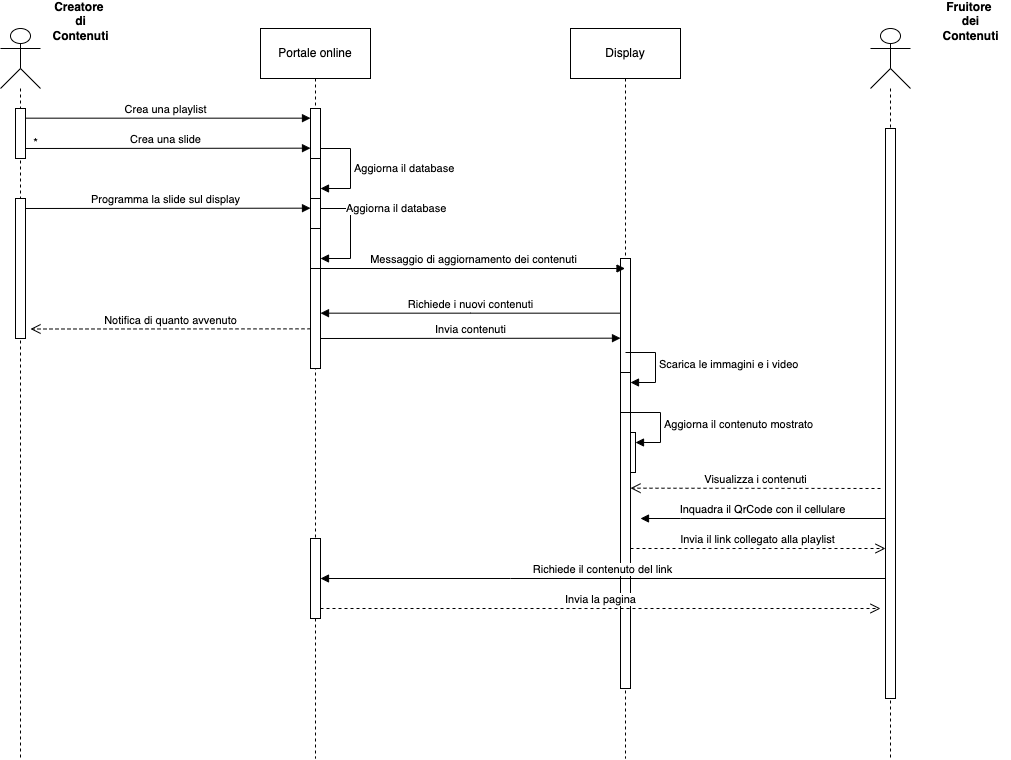 Creatore
di
Contenuti
Fruitore
dei
Contenuti
Portale online
Display
Crea una playlist
*
Crea una slide
Aggiorna il database
Programma la slide sul display
Aggiorna il database
Messaggio di aggiornamento dei contenuti
Richiede i nuovi contenuti
Notifica di quanto avvenuto
Invia contenuti
Scarica le immagini e i video
Aggiorna il contenuto mostrato
Visualizza i contenuti
Inquadra il QrCode con il cellulare
Invia il link collegato alla playlist
Richiede il contenuto del link
Invia la pagina